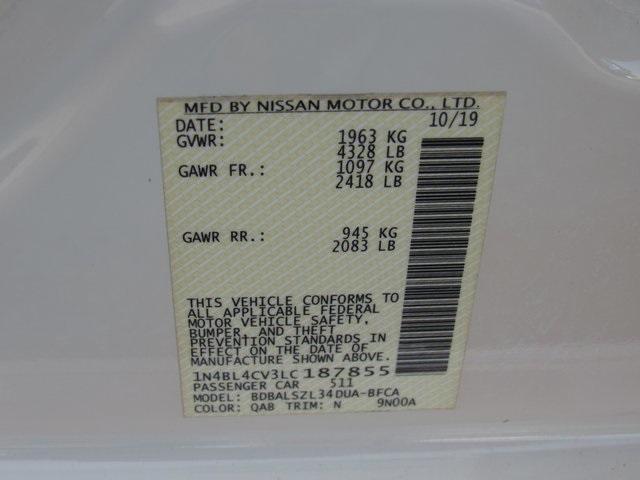 MFD BY NISSAN MOTOR CO., LTD.
DATE: 10/19
GVWR: 1963 KG
4328 LB
GAWR FR.: 1097 KG
2418 LB
GAWR RR.: 945 KG
2083 LB
THIS VEHICLE CONFORMS TO
ALL APPLICABLE FEDERAL
MOTOR VEHICLE SAFETY,
BUMPER, AND THEFT
PREVENTION STANDARDS IN
EFFECT ON THE DATE OF
MANUFACTURE SHOWN ABOVE.
1N4BL4CV3LC187855
PASSENGER CAR 511
MODEL: BDBALSZL34DUA-BFCA
COLOR: QAB TRIM: N 9N00A